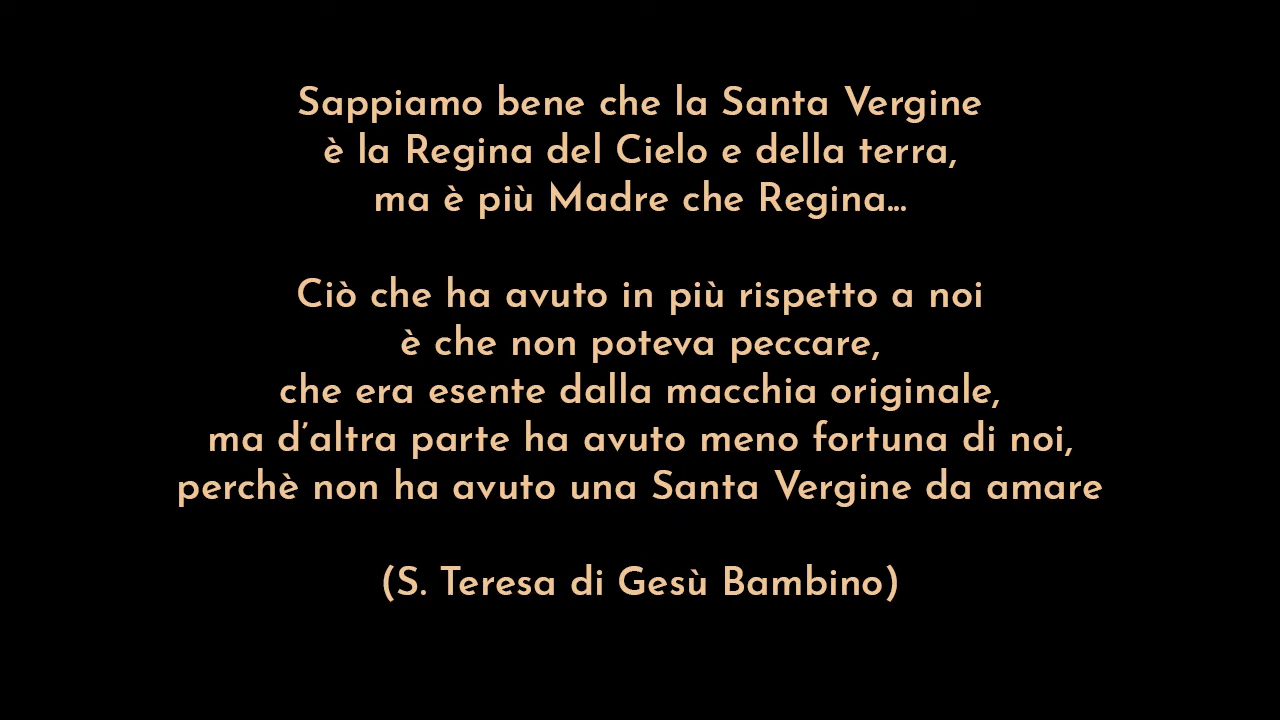 Sappiamo bene che la Santa Vergine
è la Regina del Cielo e della terra,
ma è più Madre che Regina...
Ciò che ha avuto in più rispetto a noi
è che non poteva peccare,
che era esente dalla macchia originale,
ma d’altra parte ha avuto meno fortuna di noi,
perchè non ha avuto una Santa Vergine da amare
(S. Teresa di Gesù Bambino)